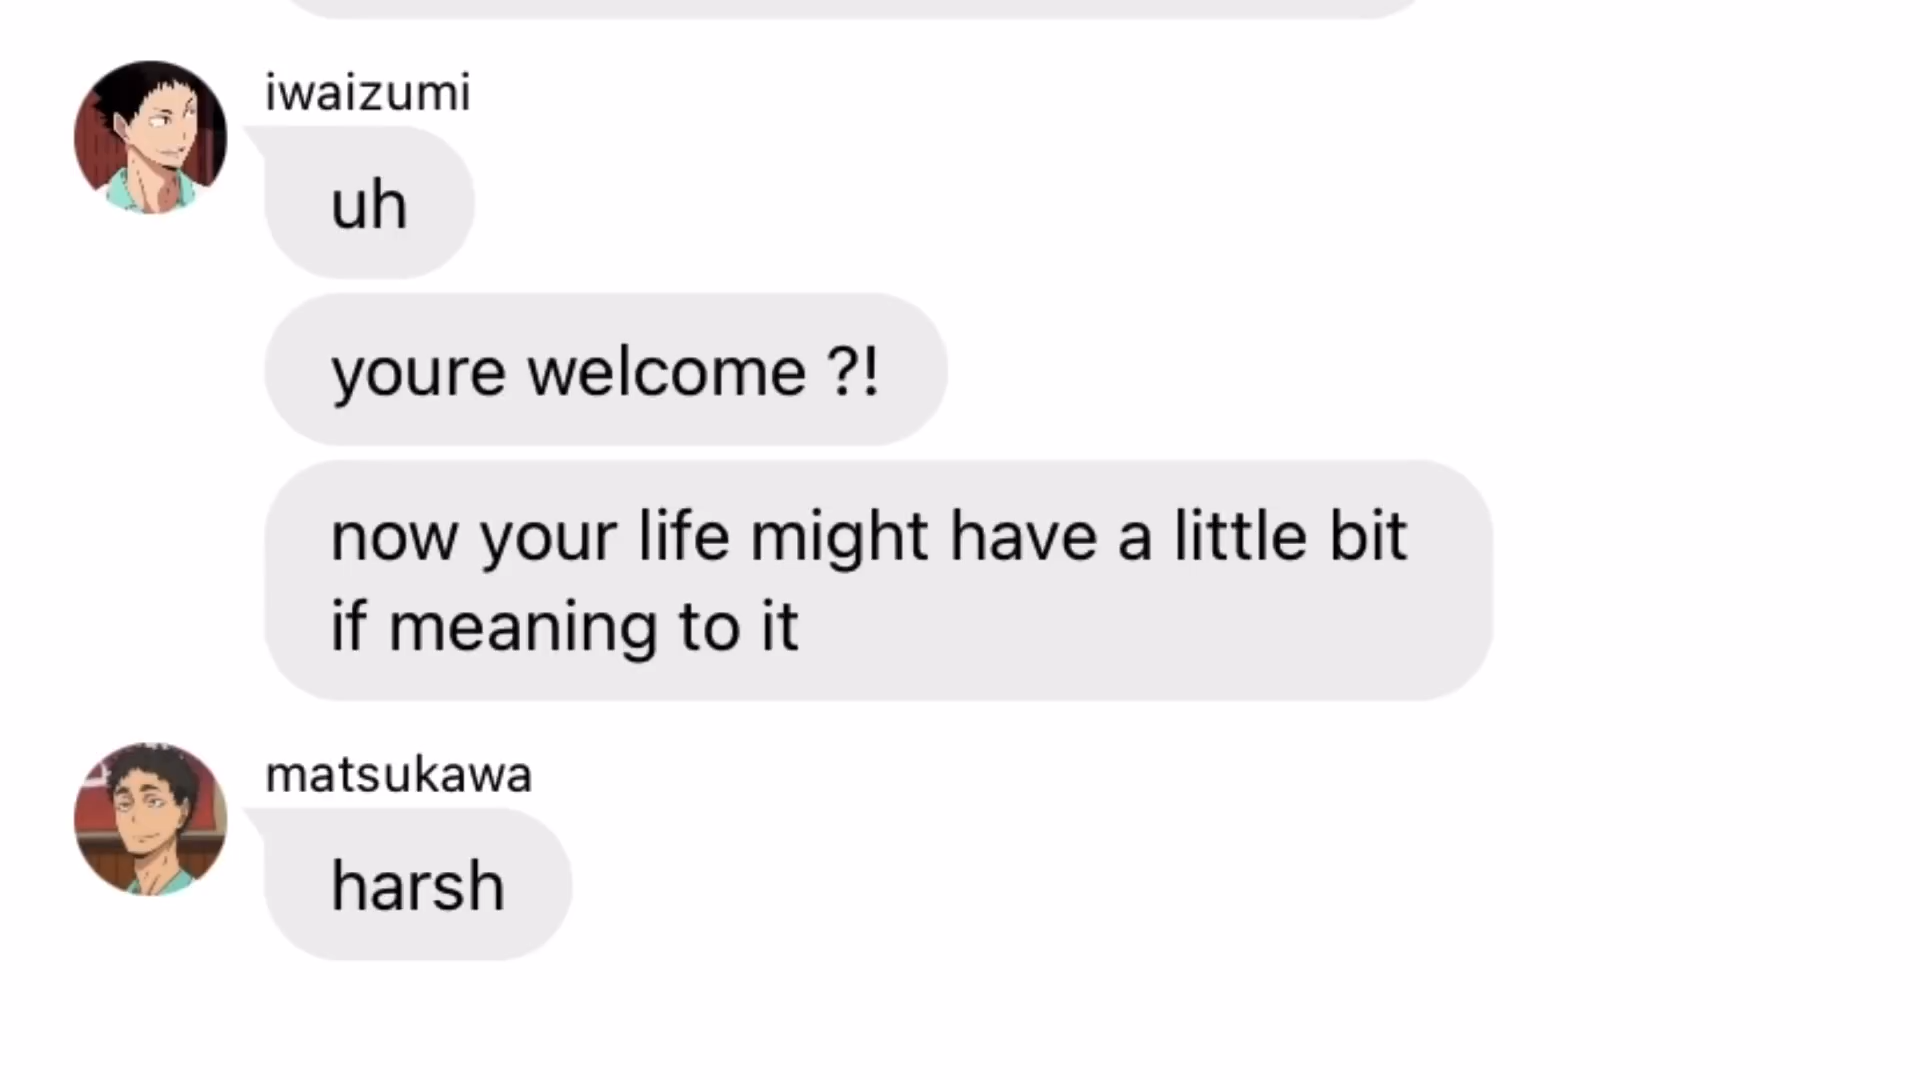 iwaizumi
uh
youre welcome ?!
now your life might have a little bit
if meaning to it
matsukawa
harsh